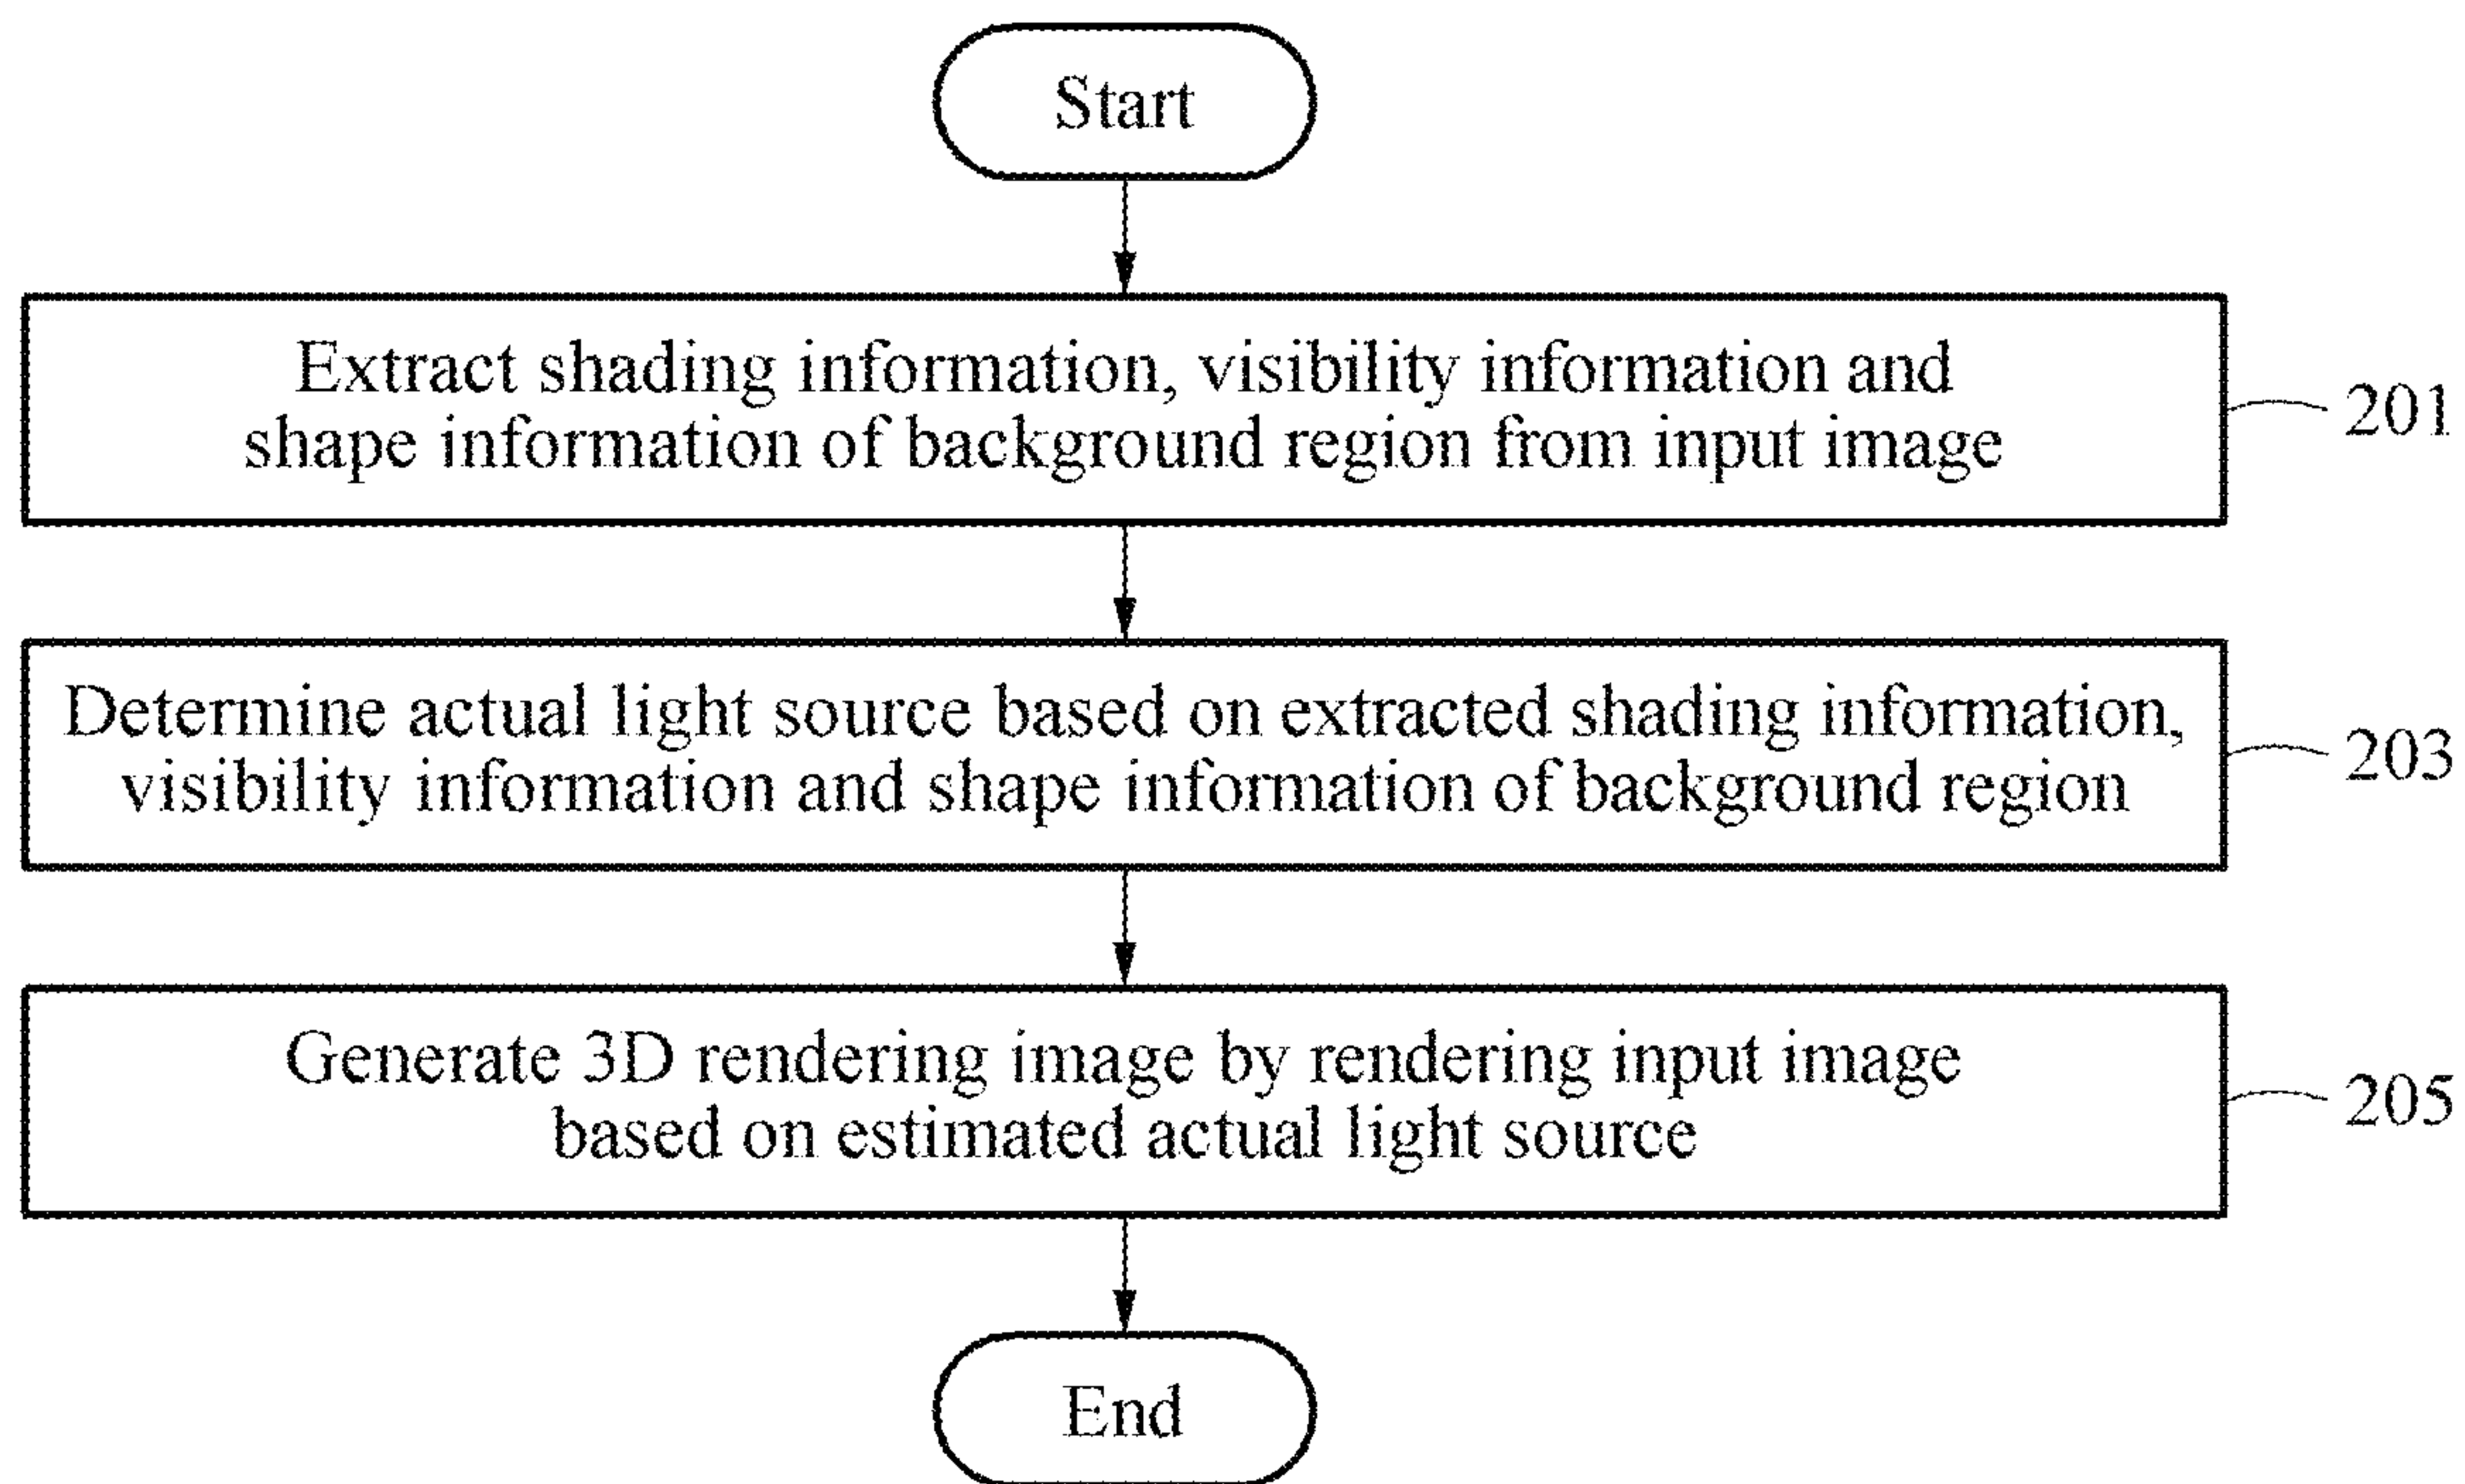 Start
Extract shading information, visibility information and
shape information of background region from input image
201
Determine actual light source based on extracted shading information,
visibility information and shape information of background region
203
Generate 3D rendering image by rendering input image
based on estimated actual light source
205
End